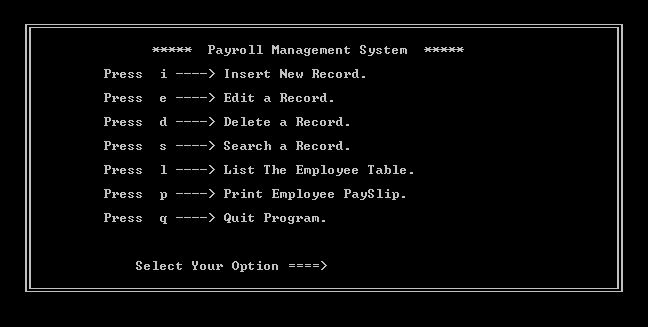 ***** Payroll Management System *****
Press i ----> Insert New Record.
Press e ----> Edit a Record.
Press d ----> Delete a Record.
Press s ----> Search a Record.
Press l ----> List The Employee Table.
Press p ----> Print Employee PaySlip.
Press q ----> Quit Program.
Select Your Option ====>